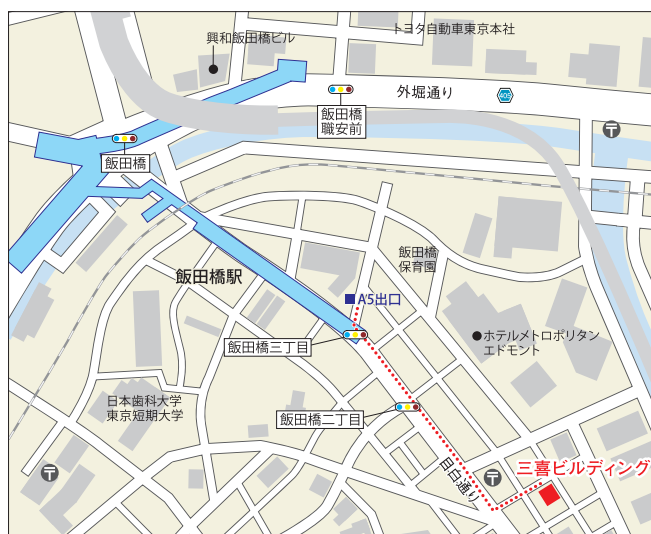 トヨタ自動車東京本社
興和飯田橋ビル
外堀通り
405
飯田橋
職安前
飯田橋
飯田橋
保育園
飯田橋駅
A5出口
飯田橋三丁目
ホテルメトロポリタン
エドモント
日本歯科大学
東京短期大学
飯田橋二丁目
目白通り
三喜ビルディング